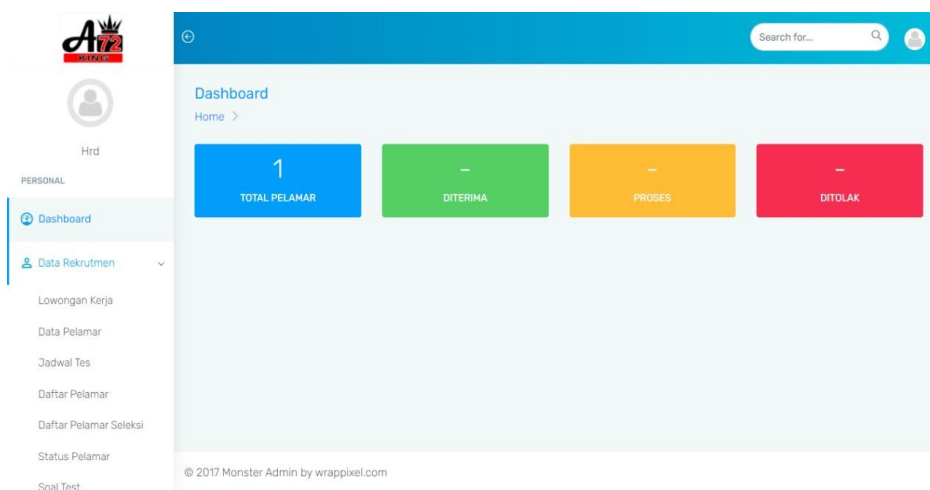 A72
KING
Search for...
Hrd
PERSONAL
Dashboard
Data Rekrutmen
Lowongan Kerja
Data Pelamar
Jadwal Tes
Daftar Pelamar
Daftar Pelamar Seleksi
Status Pelamar
Soal Test
Dashboard
Home >
1
TOTAL PELAMAR
-
DITERIMA
-
PROSES
-
DITOLAK
© 2017 Monster Admin by wrappixel.com